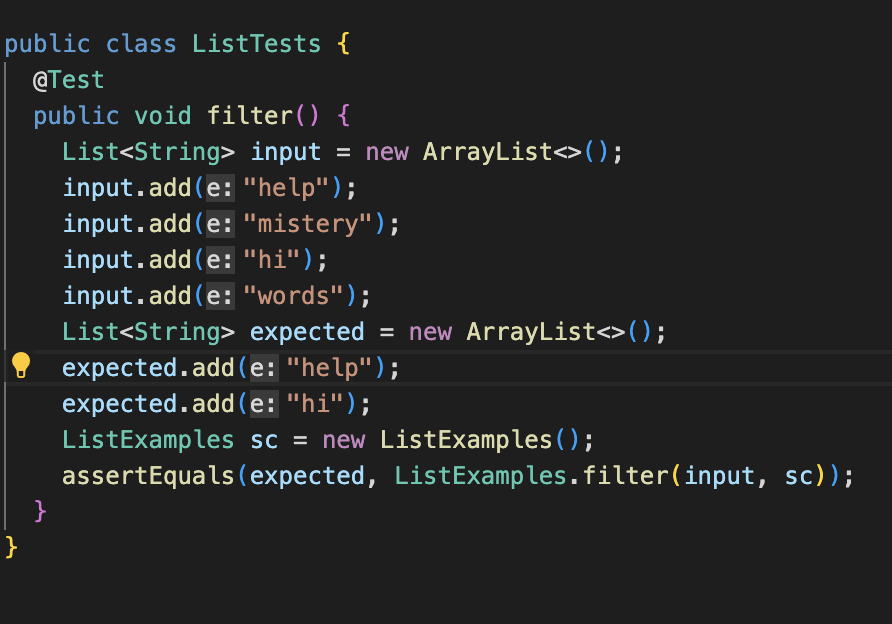 public class ListTests {
@Test
public void filter() {
List<String> input = new ArrayList<>();
input.add(e: "help");
input.add(e: "mistery");
input.add(e: "hi");
input.add(e: "words");
List<String> expected = new ArrayList<>();
expected.add(e: "help");
expected.add(e: "hi");
ListExamples sc = new ListExamples();
assertEquals(expected, ListExamples.filter(input, sc));
}
}